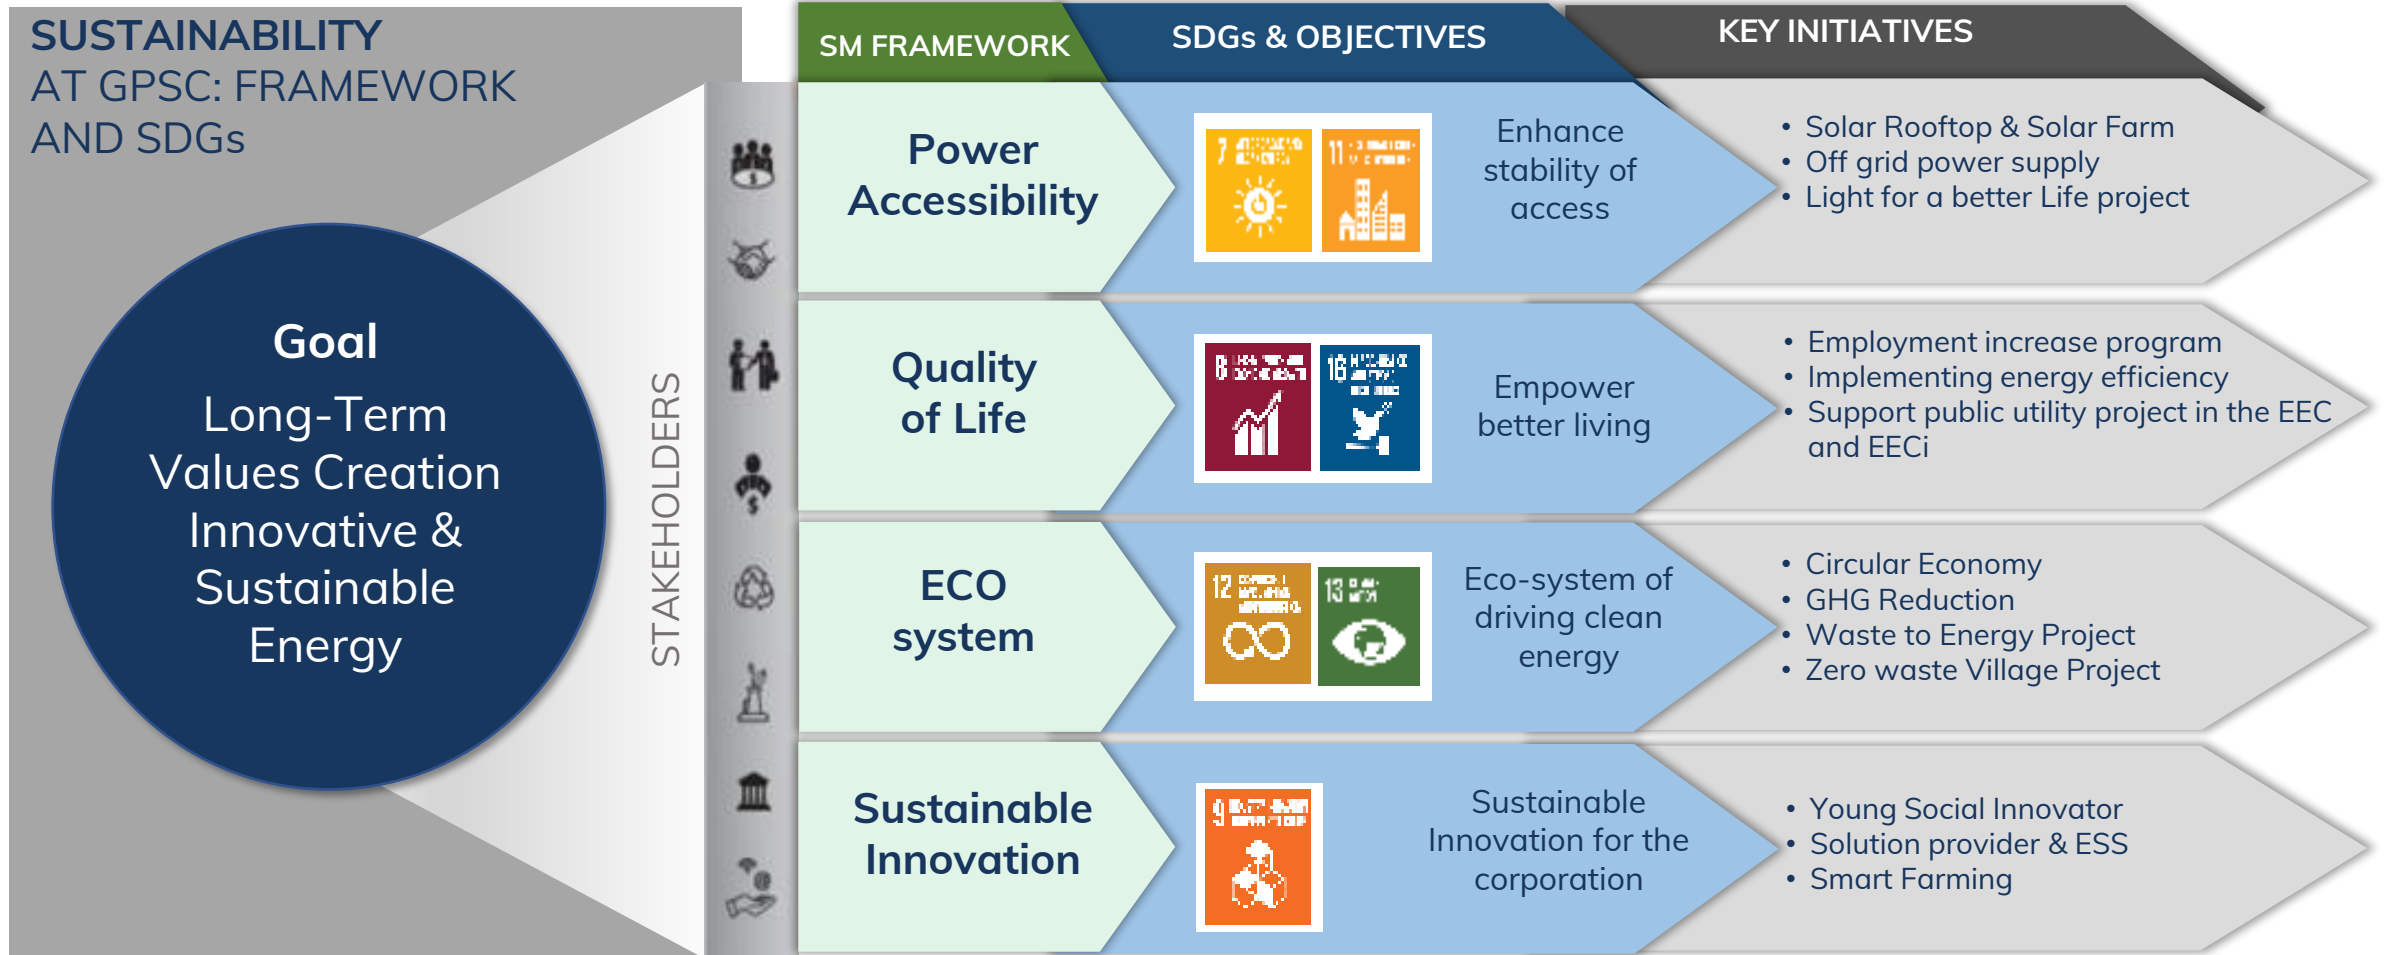 SUSTAINABILITY
AT GPSC: FRAMEWORK
AND SDGs
Goal
Long-Term
Values Creation
Innovative &
Sustainable
Energy
STAKEHOLDERS
SM FRAMEWORK
SDGs & OBJECTIVES
KEY INITIATIVES
Power
Accessibility
7
11
Enhance
stability of
access
• Solar Rooftop & Solar Farm
• Off grid power supply
• Light for a better Life project
Quality
of Life
8
16
Empower
better living
• Employment increase program
• Implementing energy efficiency
• Support public utility project in the EEC
and EECi
ECO
system
12
13
Eco-system of
driving clean
energy
• Circular Economy
• GHG Reduction
• Waste to Energy Project
• Zero waste Village Project
Sustainable
Innovation
9
Sustainable
Innovation for the
corporation
• Young Social Innovator
• Solution provider & ESS
• Smart Farming